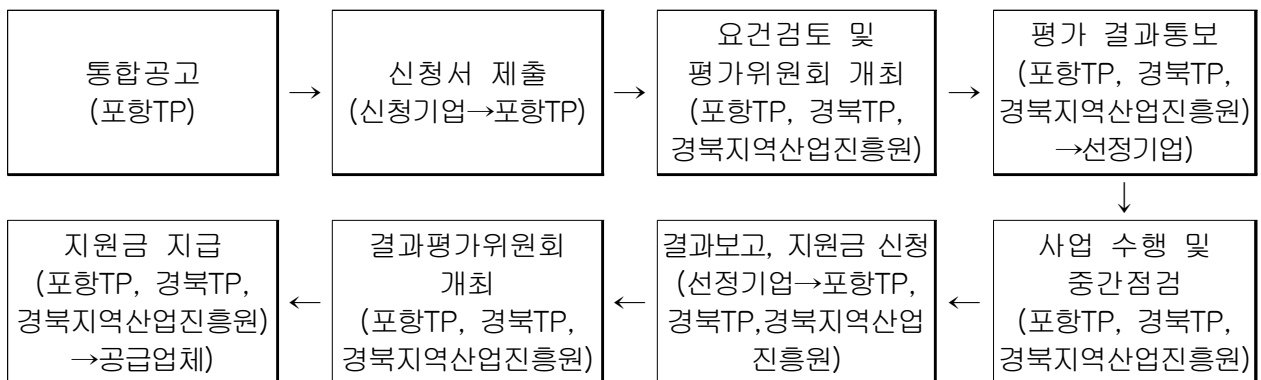 통합공고
(포항TP)
→
신청서 제출
(신청기업→포항TP)
→
요건검토 및
평가위원회 개최
(포항TP, 경북TP,
경북지역산업진흥원)
→
평가 결과통보
(포항TP, 경북TP,
경북지역산업진흥원)
→선정기업)
↓
사업 수행 및
중간점검
(포항TP, 경북TP,
경북지역산업진흥원)
←
결과보고, 지원금 신청
(선정기업→포항TP,
경북TP,경북지역산업
진흥원)
←
결과평가위원회
개최
(포항TP, 경북TP,
경북지역산업진흥원)
←
지원금 지급
(포항TP, 경북TP,
경북지역산업진흥원)
→공급업체)